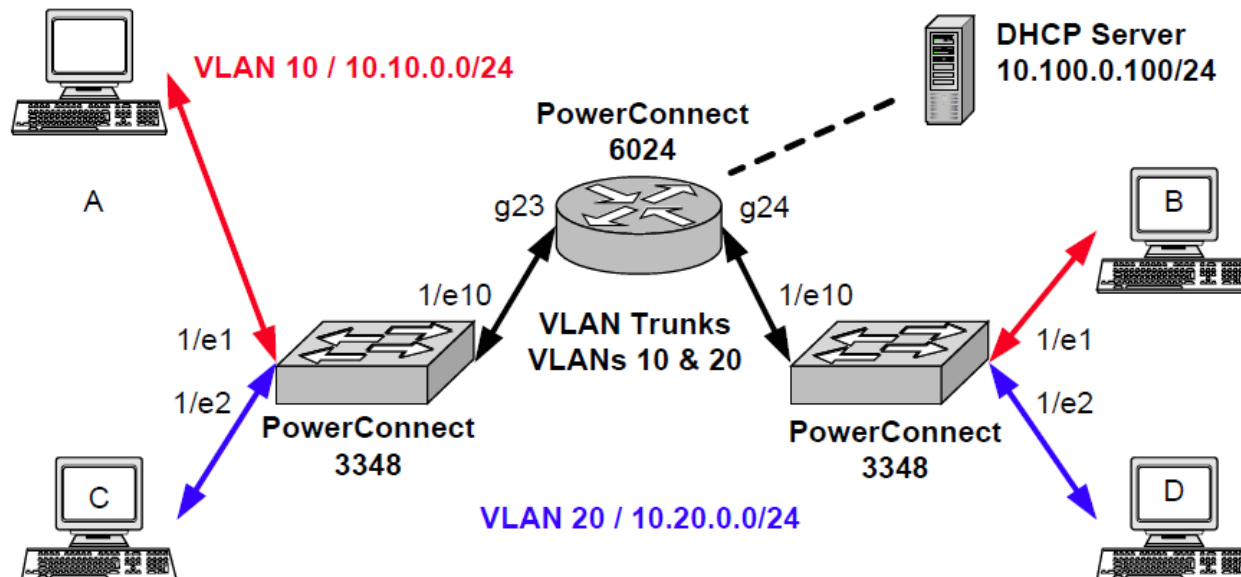 VLAN 10 / 10.10.0.0/24
DHCP Server
10.100.0.100/24
PowerConnect
6024
A
g23
g24
B
1/e10
1/e10
VLAN Trunks
VLANs 10 & 20
1/e1
1/e2
1/e1
1/e2
PowerConnect
3348
PowerConnect
3348
C
D
VLAN 20 / 10.20.0.0/24